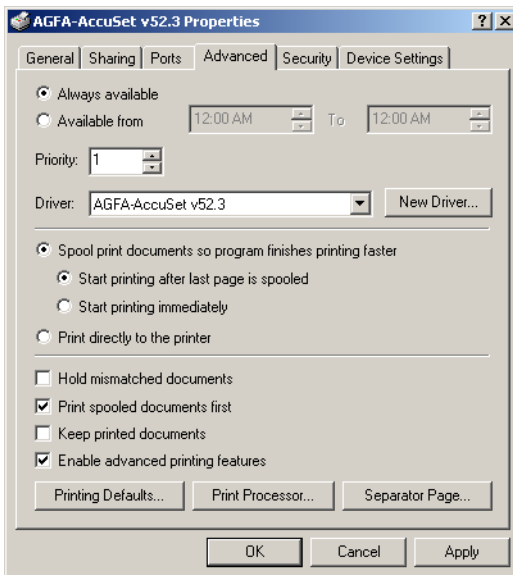 AGFA-AccuSet v52.3 Properties
General Sharing Ports Advanced Security Device Settings
Always available
Available from 12:00 AM To 12:00 AM
Priority: 1
Driver: AGFA-AccuSet v52.3 New Driver...
Spool print documents so program finishes printing faster
Start printing after last page is spooled
Start printing immediately
Print directly to the printer
Hold mismatched documents
Print spooled documents first
Keep printed documents
Enable advanced printing features
Printing Defaults... Print Processor... Separator Page...
OK Cancel Apply